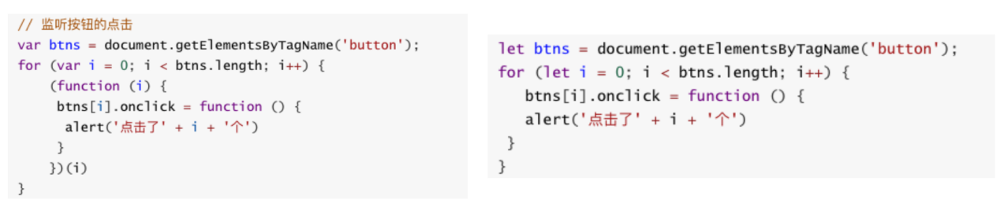 // 监听按钮的点击
var btns = document.getElementsByTagName('button');
for (var i = 0; i < btns.length; i++) {
(function (i) {
btns[i].onclick = function () {
alert('点击了' + i + '个')
}
})(i)
}
let btns = document.getElementsByTagName('button');
for (let i = 0; i < btns.length; i++) {
btns[i].onclick = function () {
alert('点击了' + i + '个')
}
}